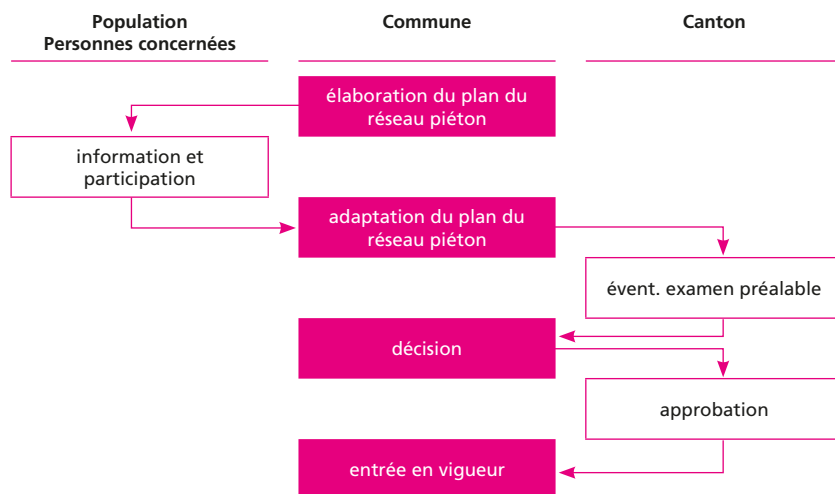 Population
Personnes concernées
Commune
Canton
élaboration du plan du
réseau piéton
information et
participation
adaptation du plan du
réseau piéton
évent. examen préalable
décision
approbation
entrée en vigueur